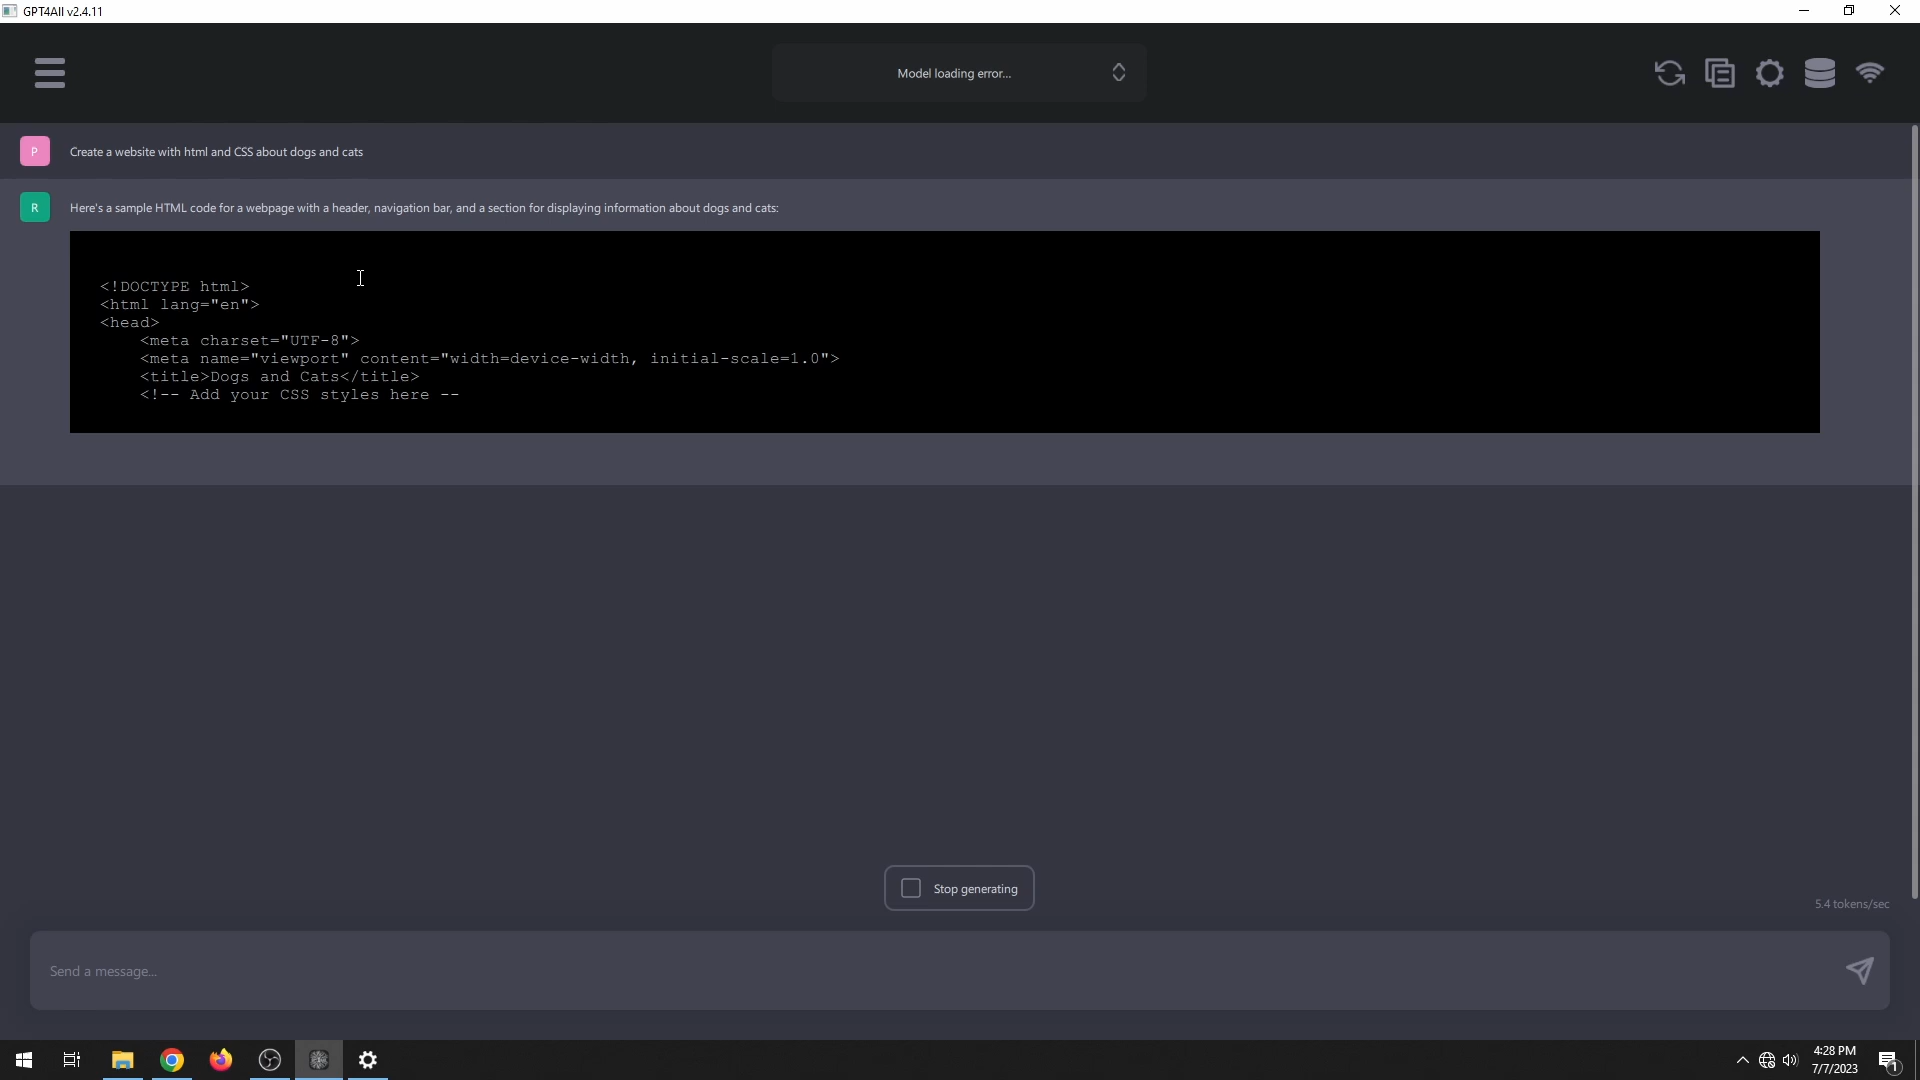 GPT4All v2.4.11
Model loading error...
P
Create a website with html and CSS about dogs and cats
R
Here's a sample HTML code for a webpage with a header, navigation bar, and a section for displaying information about dogs and cats:
<!DOCTYPE html>
<html lang="en">
<head>
    <meta charset="UTF-8">
    <meta name="viewport" content="width=device-width, initial-scale=1.0">
    <title>Dogs and Cats</title>
    <!-- Add your CSS styles here --
Stop generating
5.4 tokens/sec
Send a message...
4:28 PM
7/7/2023
1